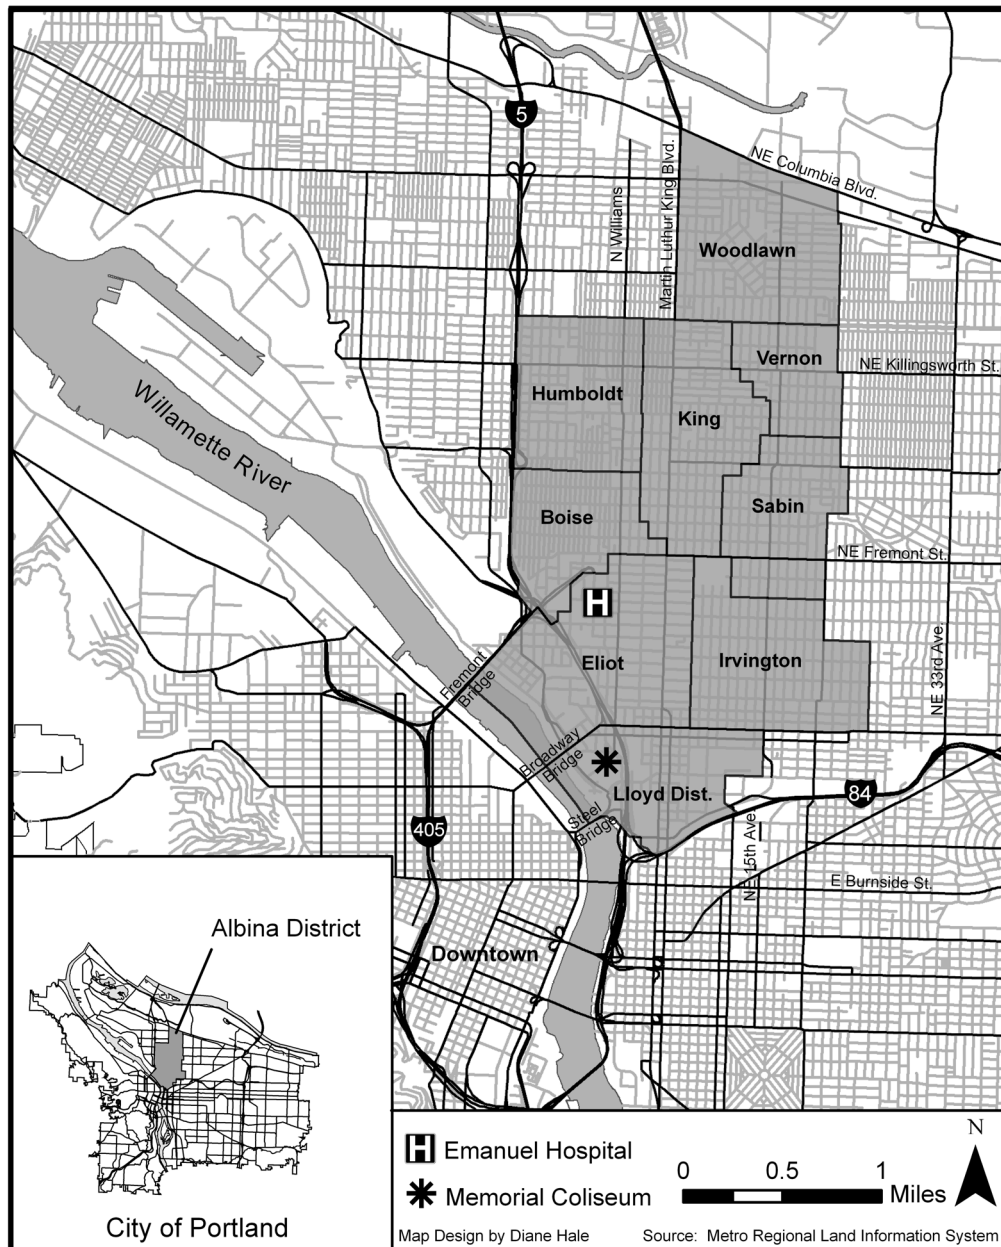 5
NE Columbia Blvd.
N Williams
Martin Luthur King Blvd.
Woodlawn
Vernon
NE Killingsworth St.
Humboldt
King
Willamette River
Sabin
Boise
NE Fremont St.
H
Eliot
Irvington
NE 33rd Ave.
Fremont
Bridge
Broadway
Bridge
Lloyd Dist.
84
Steel
Bridge
405
NE 15th Ave.
E Burnside St.
Downtown
Albina District
City of Portland
H Emanuel Hospital
Memorial Coliseum
0 0.5 1
Miles
N
Map Design by Diane Hale
Source: Metro Regional Land Information System